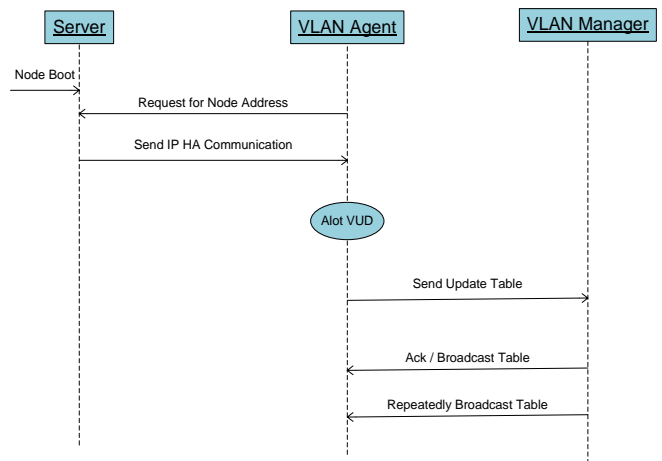 Server
VLAN Agent
VLAN Manager
Node Boot
Request for Node Address
Send IP HA Communication
Alot VUD
Send Update Table
Ack / Broadcast Table
Repeatedly Broadcast Table